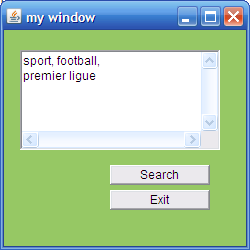 my window
sport, football,
premier ligue
Search
Exit